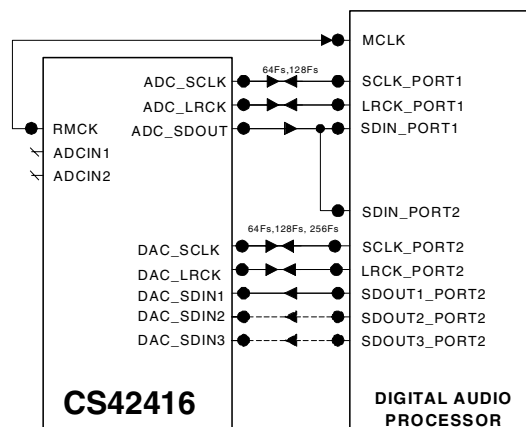 MCLK
64Fs,128Fs
ADC_SCLK
SCLK_PORT1
ADC_LRCK
LRCK_PORT1
RMCK
ADC_SDOUT
SDIN_PORT1
ADCIN1
ADCIN2
SDIN_PORT2
64Fs,128Fs, 256Fs
DAC_SCLK
SCLK_PORT2
DAC_LRCK
LRCK_PORT2
DAC_SDIN1
SDOUT1_PORT2
DAC_SDIN2
SDOUT2_PORT2
DAC_SDIN3
SDOUT3_PORT2
CS42416
DIGITAL AUDIO
PROCESSOR